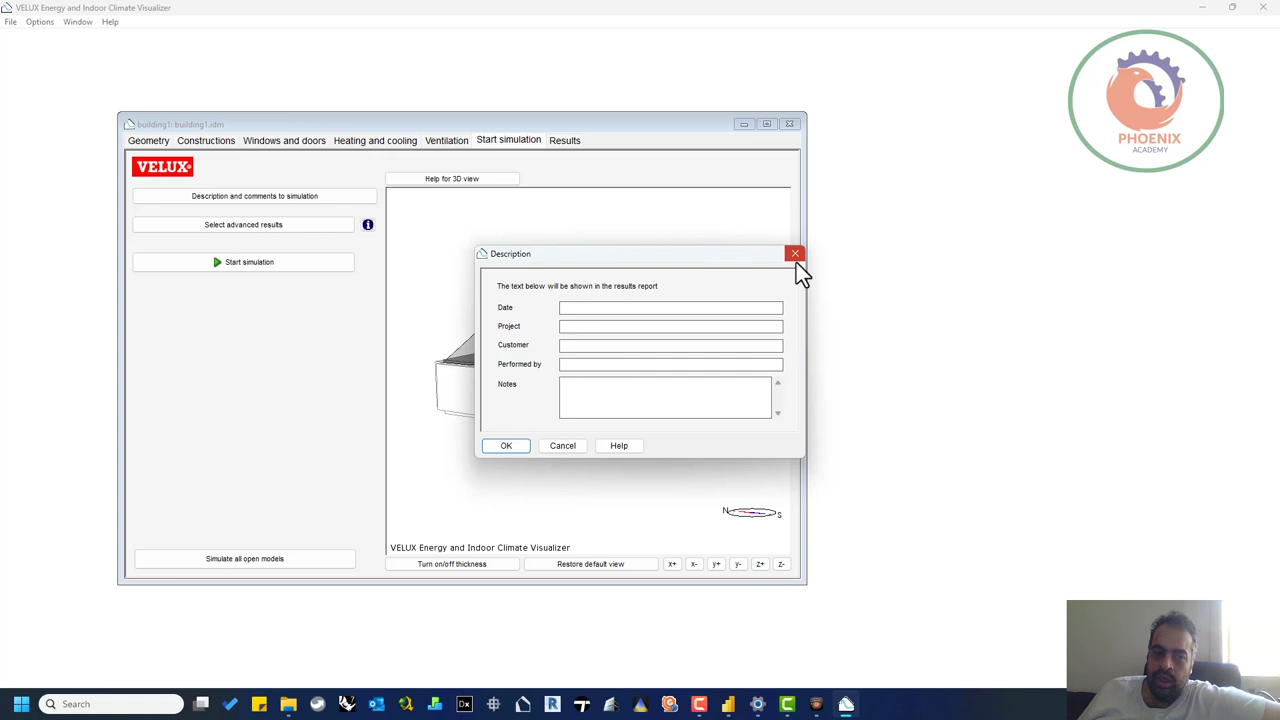 VELUX Energy and Indoor Climate Visualizer
File Options Window Help
PHOENIX
ACADEMY
building1: building1.idm
Geometry Constructions Windows and doors Heating and cooling Ventilation Start simulation Results
VELUX
Help for 3D view
Description and comments to simulation
Select advanced results
Start simulation
Description
The text below will be shown in the results report
Date
Project
Customer
Performed by
Notes
OK Cancel Help
N S
VELUX Energy and Indoor Climate Visualizer
Simulate all open models
Turn on/off thickness Restore default view x+ x- y+ y- z+ z-
Search